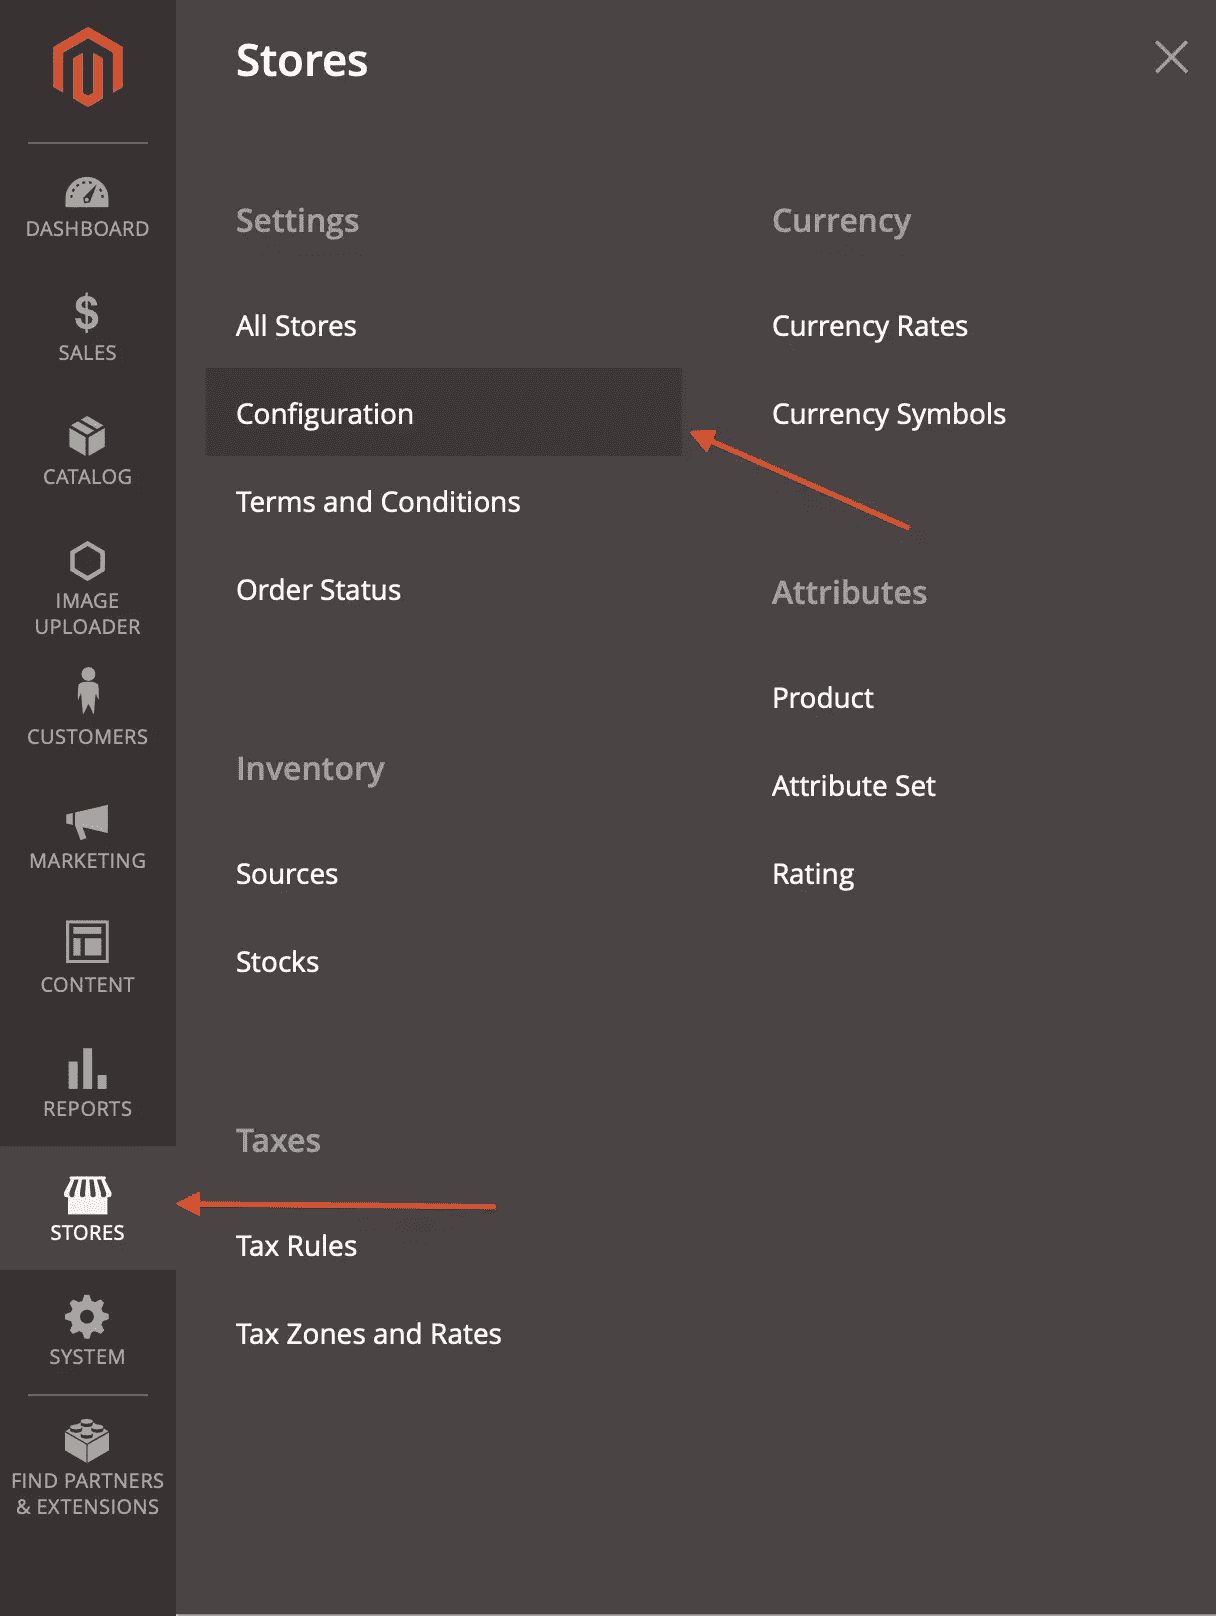 DASHBOARD
SALES
CATALOG
IMAGE
UPLOADER
CUSTOMERS
MARKETING
CONTENT
REPORTS
STORES
SYSTEM
FIND PARTNERS
& EXTENSIONS
Stores
Settings
All Stores
Configuration
Terms and Conditions
Order Status
Inventory
Sources
Stocks
Taxes
Tax Rules
Tax Zones and Rates
Currency
Currency Rates
Currency Symbols
Attributes
Product
Attribute Set
Rating